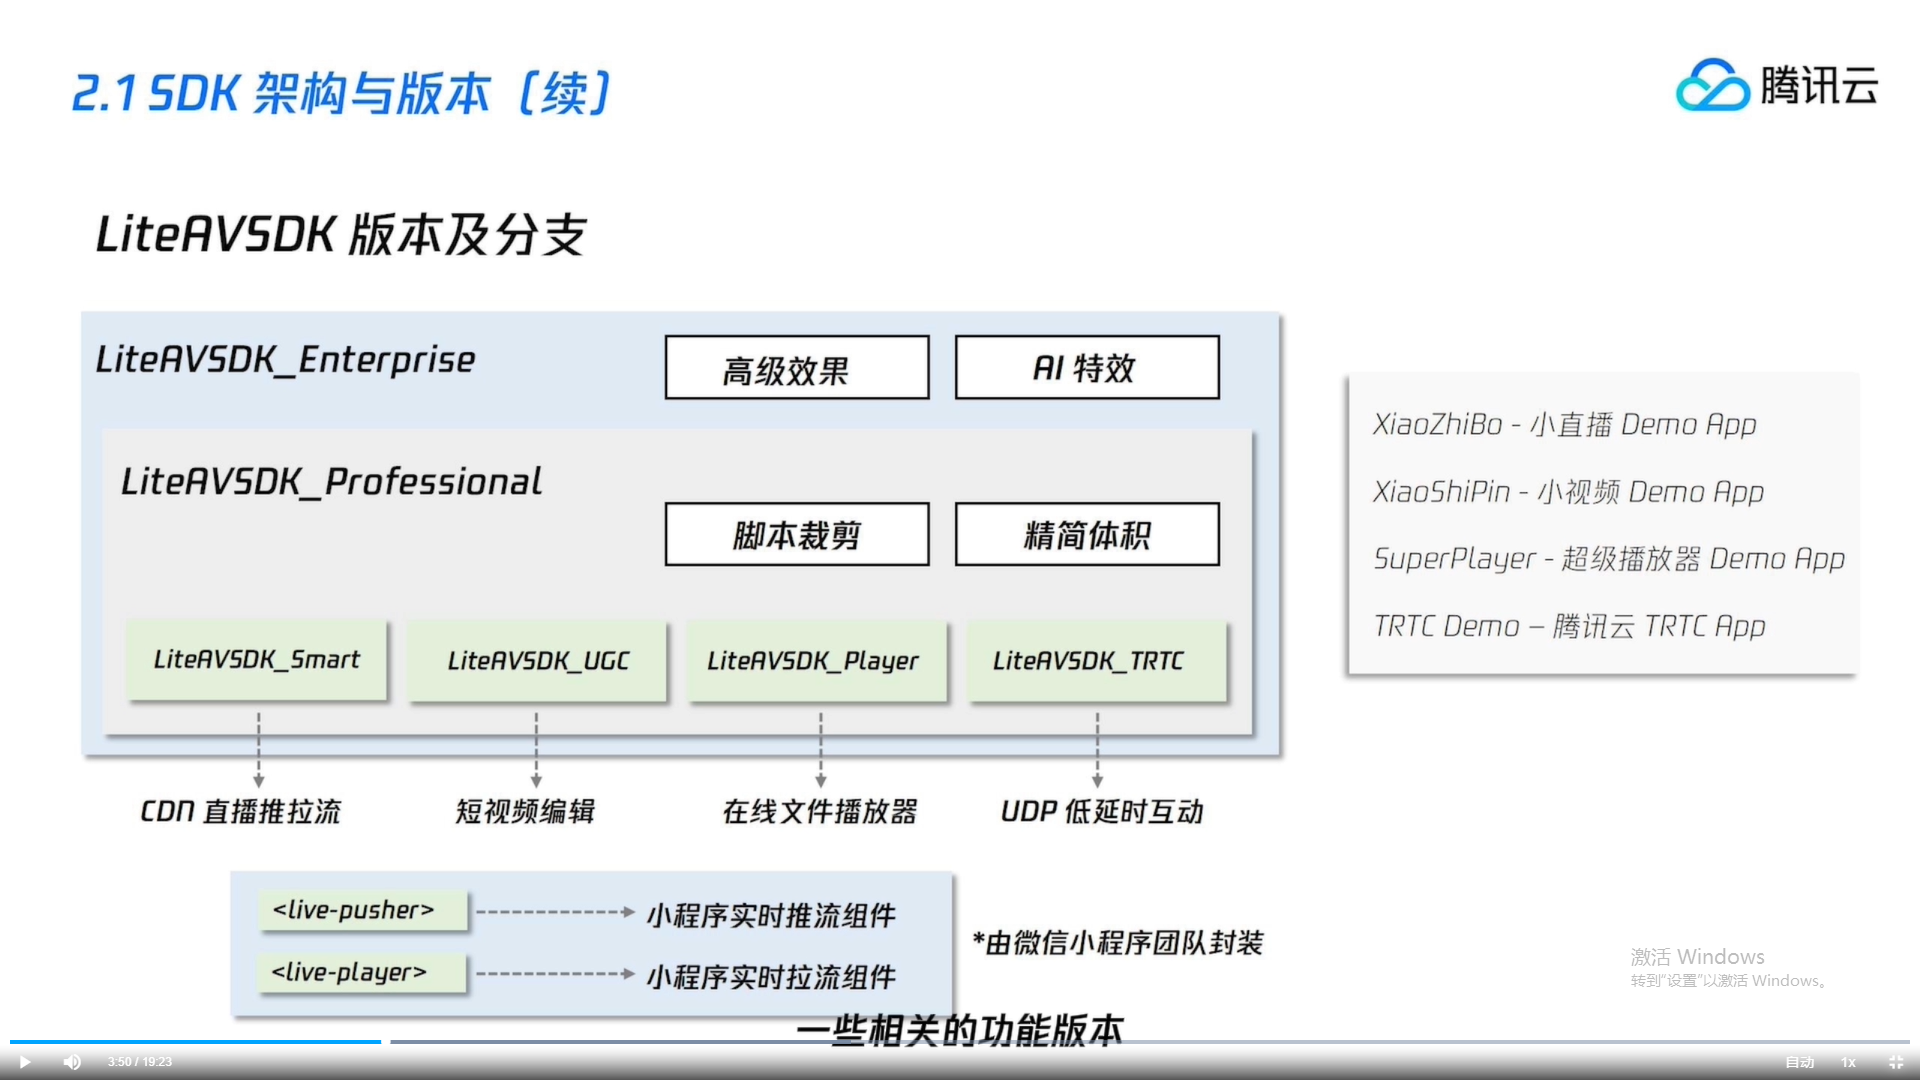 2.1 SDK 架构与版本（续）
腾讯云
LiteAVSDK 版本及分支
LiteAVSDK_Enterprise
高级效果
AI 特效
LiteAVSDK_Professional
脚本裁剪
精简体积
LiteAVSDK_Smart
LiteAVSDK_UGC
LiteAVSDK_Player
LiteAVSDK_TRTC
CDN 直播推拉流
短视频编辑
在线文件播放器
UDP 低延时互动
XiaoZhiBo - 小直播 Demo App
XiaoShiPin - 小视频 Demo App
SuperPlayer - 超级播放器 Demo App
TRTC Demo – 腾讯云 TRTC App
<live-pusher>
小程序实时推流组件
<live-player>
小程序实时拉流组件
*由微信小程序团队封装
激活 Windows
转到“设置”以激活 Windows。
一些相关的功能版本
3:50 / 19:23
自动
1x